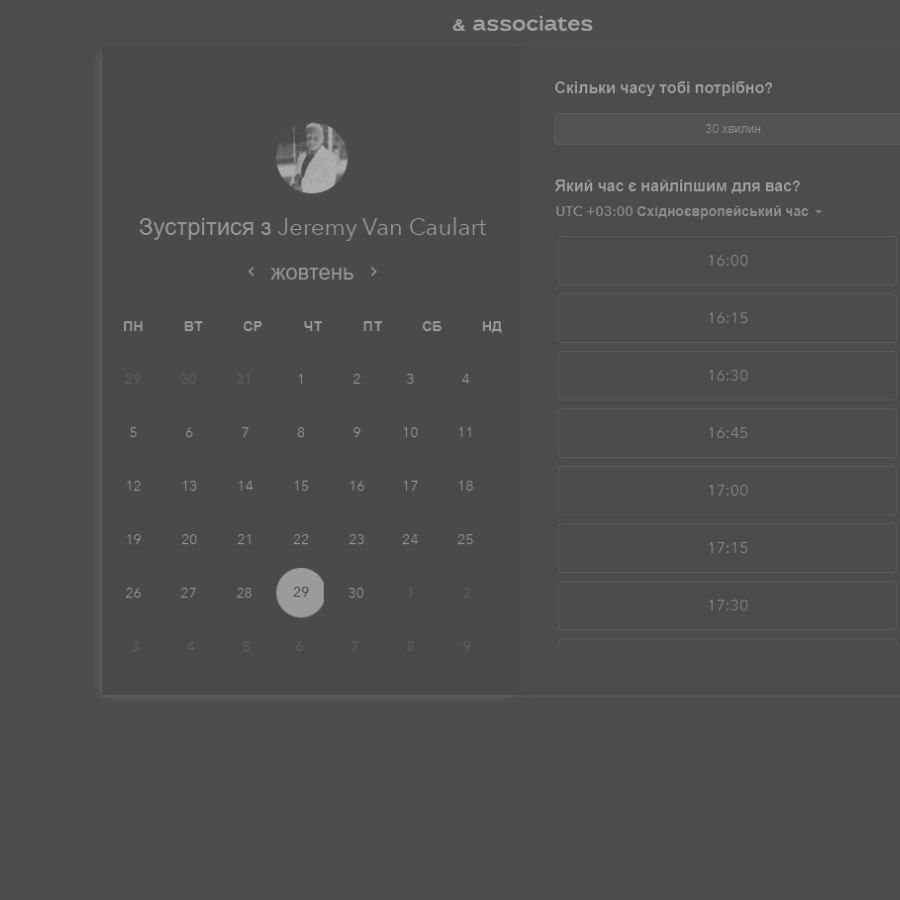 & associates
Зустрітися з Jeremy Van Caulart
жовтень
ПН ВТ СР ЧТ ПТ СБ НД
29 30 31 1 2 3 4
5 6 7 8 9 10 11
12 13 14 15 16 17 18
19 20 21 22 23 24 25
26 27 28 29 30 1 2
3 4 5 6 7 8 9
Скільки часу тобі потрібно?
30 хвилин
Який час є найліпшим для вас?
UTC +03:00 Східноєвропейський час
16:00
16:15
16:30
16:45
17:00
17:15
17:30